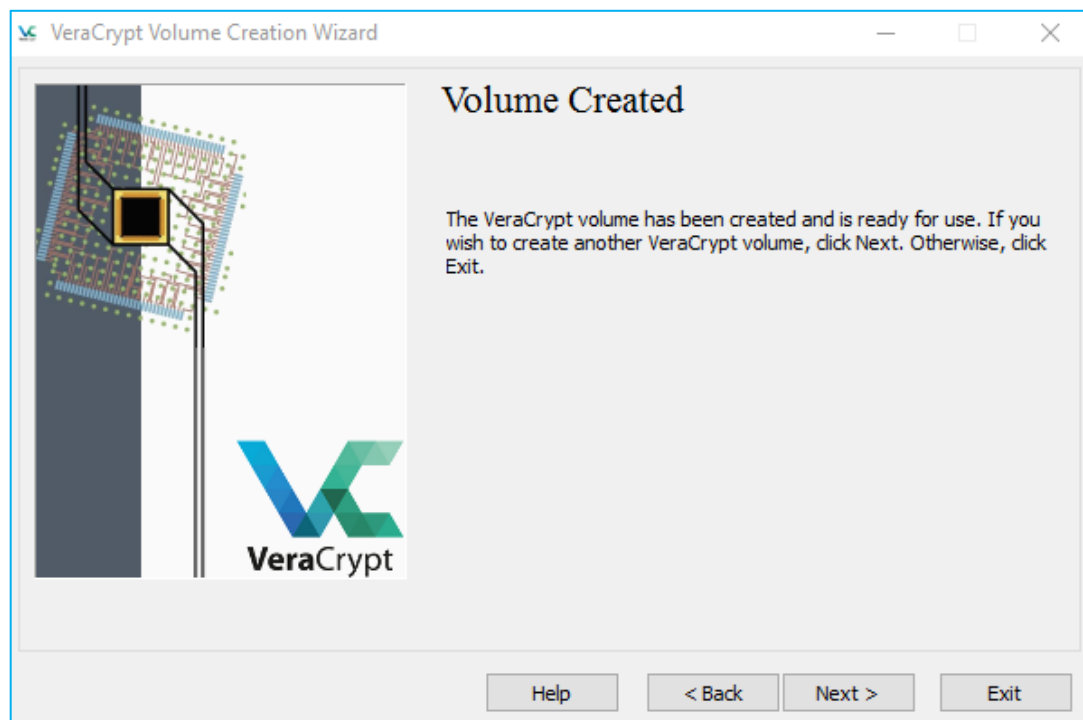 VeraCrypt Volume Creation Wizard
Volume Created
The VeraCrypt volume has been created and is ready for use. If you
wish to create another VeraCrypt volume, click Next. Otherwise, click
Exit.
VeraCrypt
Help
< Back
Next >
Exit